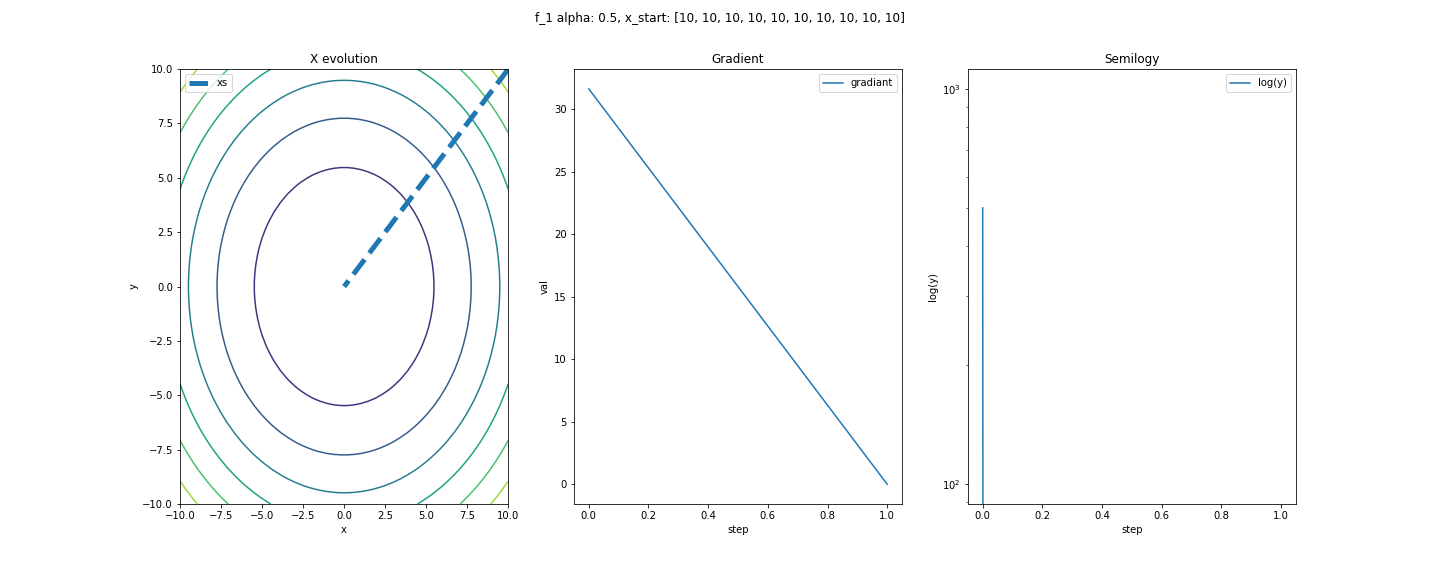 f_1 alpha: 0.5, x_start: [10, 10, 10, 10, 10, 10, 10, 10, 10, 10]
X evolution
xs
10.0
7.5
5.0
2.5
0.0
−2.5
−5.0
−7.5
−10.0
y
−10.0 −7.5 −5.0 −2.5 0.0 2.5 5.0 7.5 10.0
x
Gradient
gradiant
30
25
20
15
10
5
0
val
0.0 0.2 0.4 0.6 0.8 1.0
step
Semilogy
log(y)
10³
10²
log(y)
0.0 0.2 0.4 0.6 0.8 1.0
step